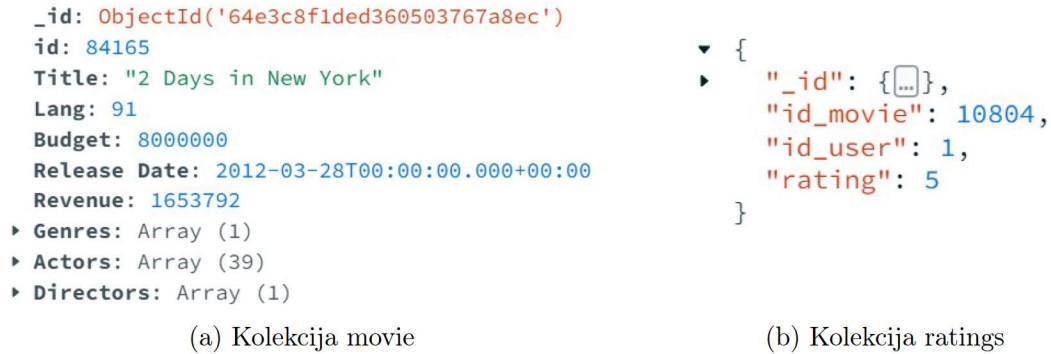 _id: ObjectId('64e3c8f1ded360503767a8ec')
id: 84165
Title: "2 Days in New York"
Lang: 91
Budget: 8000000
Release Date: 2012-03-28T00:00:00.000+00:00
Revenue: 1653792
Genres: Array (1)
Actors: Array (39)
Directors: Array (1)
(a) Kolekcija movie
{
"_id": {…},
"id_movie": 10804,
"id_user": 1,
"rating": 5
}
(b) Kolekcija ratings